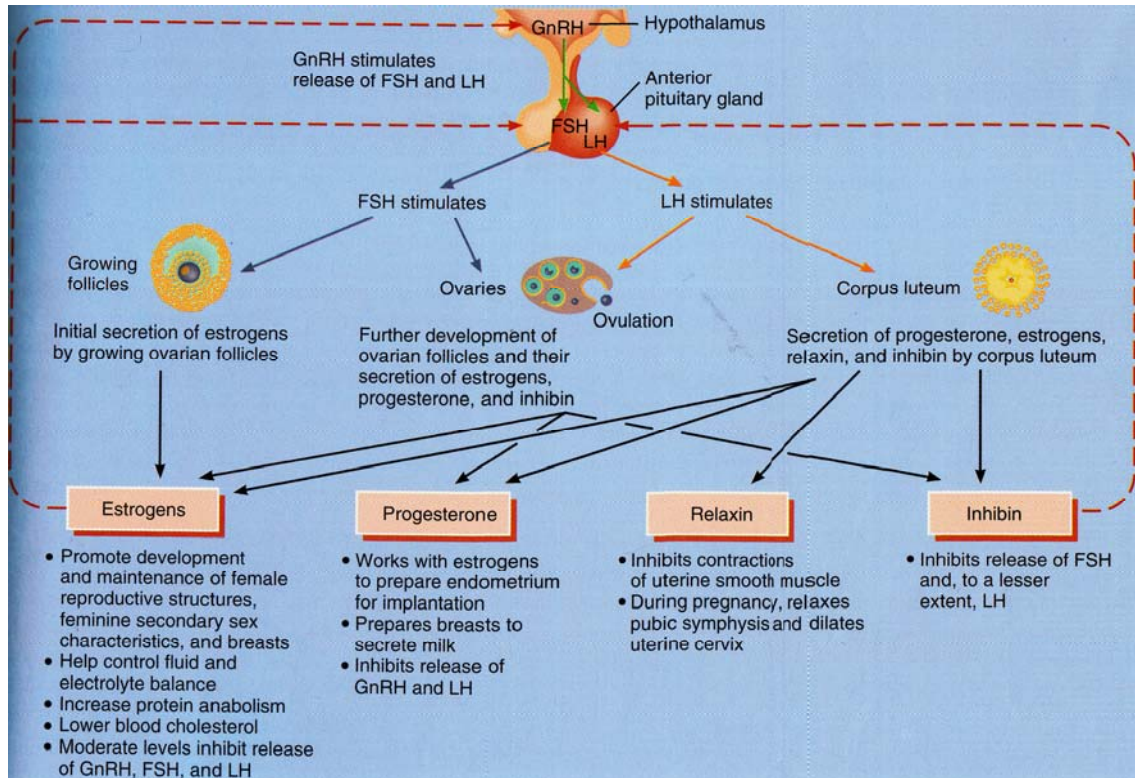 GnRH
Hypothalamus
GnRH stimulates
release of FSH and LH
Anterior
pituitary gland
FSH
LH
FSH stimulates
LH stimulates
Growing
follicles
Ovaries
Ovulation
Corpus luteum
Initial secretion of estrogens
by growing ovarian follicles
Further development of
ovarian follicles and their
secretion of estrogens,
progesterone, and inhibin
Secretion of progesterone, estrogens,
relaxin, and inhibin by corpus luteum
Estrogens
• Promote development
and maintenance of female
reproductive structures,
feminine secondary sex
characteristics, and breasts
• Help control fluid and
electrolyte balance
• Increase protein anabolism
• Lower blood cholesterol
• Moderate levels inhibit release
of GnRH, FSH, and LH
Progesterone
• Works with estrogens
to prepare endometrium
for implantation
• Prepares breasts to
secrete milk
• Inhibits release of
GnRH and LH
Relaxin
• Inhibits contractions
of uterine smooth muscle
• During pregnancy, relaxes
pubic symphysis and dilates
uterine cervix
Inhibin
• Inhibits release of FSH
and, to a lesser
extent, LH